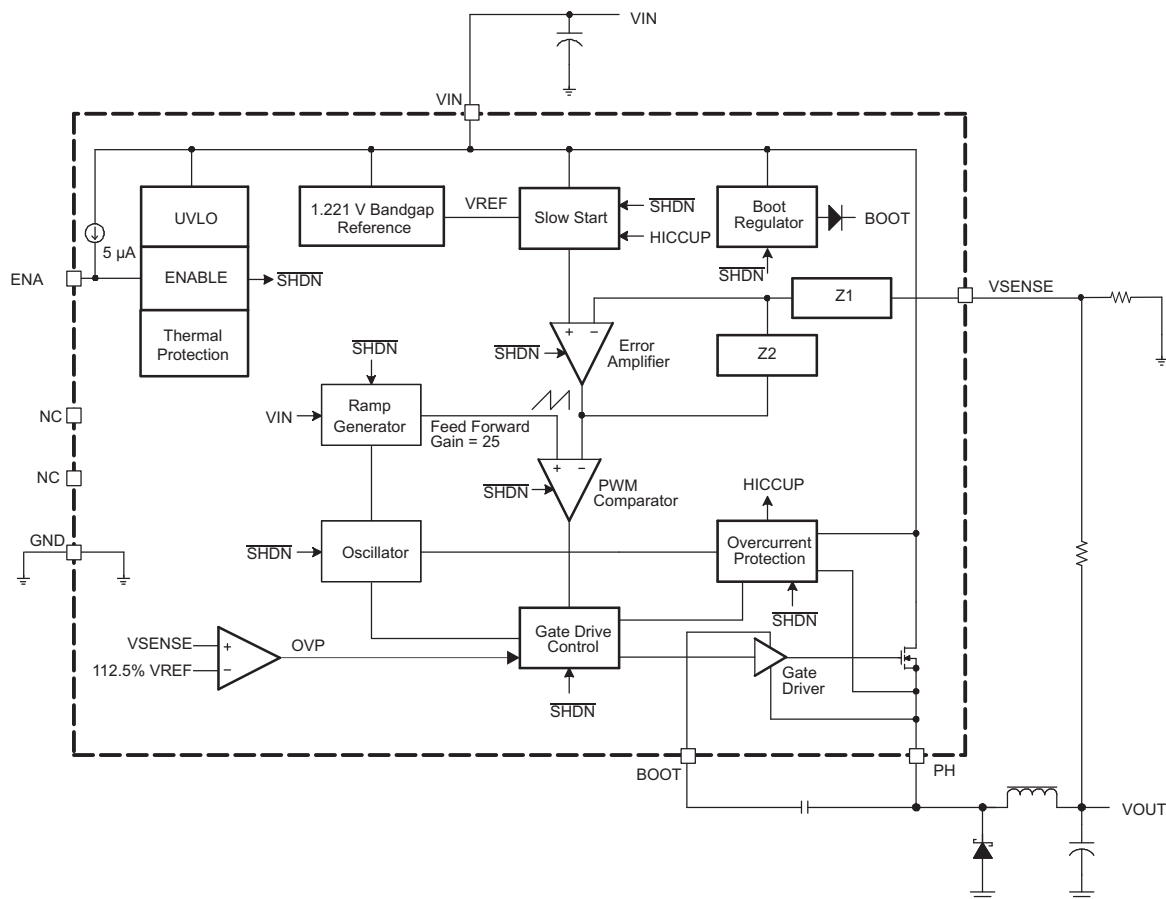 VIN
VIN
UVLO
1.221 V Bandgap
Reference
VREF
Slow Start
SHDN
HICCUP
Boot
Regulator
BOOT
SHDN
5 µA
ENA
ENABLE
SHDN
Thermal
Protection
Z1
VSENSE
Z2
+ −
SHDN
Error
Amplifier
SHDN
VIN
Ramp
Generator
Feed Forward
Gain = 25
NC
NC
+ −
SHDN
PWM
Comparator
HICCUP
GND
SHDN
Oscillator
Overcurrent
Protection
SHDN
VSENSE
+
112.5% VREF
−
OVP
Gate Drive
Control
SHDN
Gate
Driver
BOOT
PH
VOUT